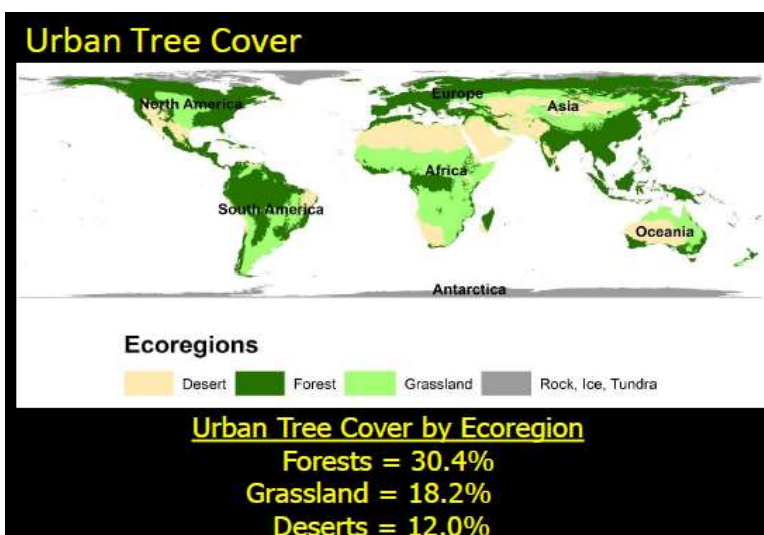 Urban Tree Cover
Europe
North America
Asia
Africa
South America
Oceania
Antarctica
Ecoregions
Desert Forest Grassland Rock, Ice, Tundra
Urban Tree Cover by Ecoregion
Forests = 30.4%
Grassland = 18.2%
Deserts = 12.0%